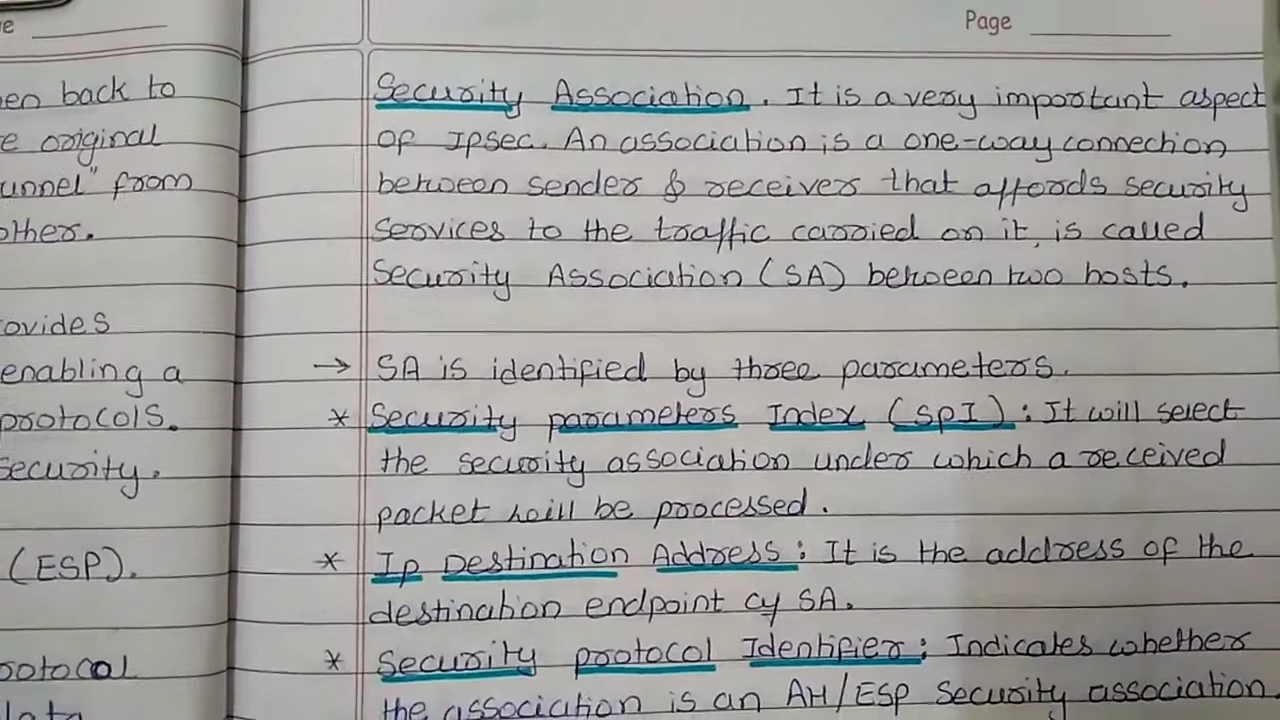 e
en back to
e original
unnel" from
other.
ovides
enabling a
protocols.
security.
(ESP).
otocol
data
Page
Security Association. It is a very important aspect
of Ipsec. An association is a one-way connection
between sender & receiver that affords security
services to the traffic carried on it, is called
Security Association (SA) between two hosts.
→ SA is identified by three parameters.
* Security parameters Index (SPI): It will select
the security association under which a received
packet will be processed.
* Ip Destination Address: It is the address of the
destination endpoint of SA.
* Security protocol Identifier: Indicates whether
the association is an AH/ESP security association